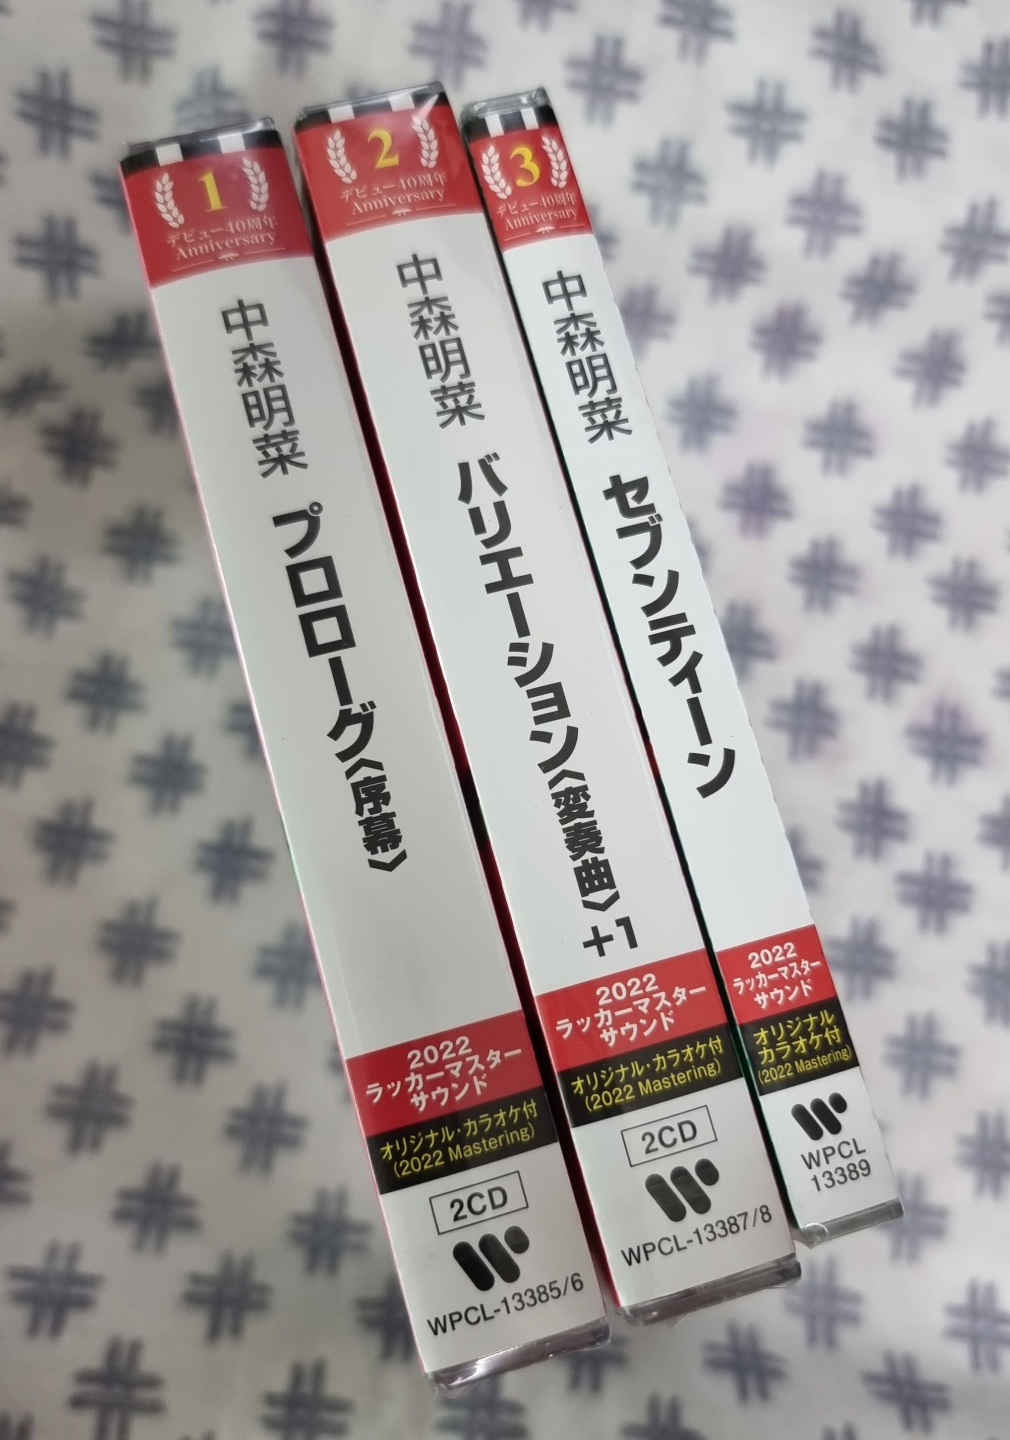 1
デビュー40周年
Anniversary
中森明菜
プロローグ〈序幕〉
2022
ラッカーマスター
サウンド
オリジナル・カラオケ付
(2022 Mastering)
2CD
WPCL-13385/6
2
デビュー40周年
Anniversary
中森明菜
バリエーション〈変奏曲〉
+1
2022
ラッカーマスター
サウンド
オリジナル・カラオケ付
(2022 Mastering)
2CD
WPCL-13387/8
3
デビュー40周年
Anniversary
中森明菜
セブンティーン
2022
ラッカーマスター
サウンド
オリジナル
カラオケ付
(2022 Mastering)
WPCL
13389